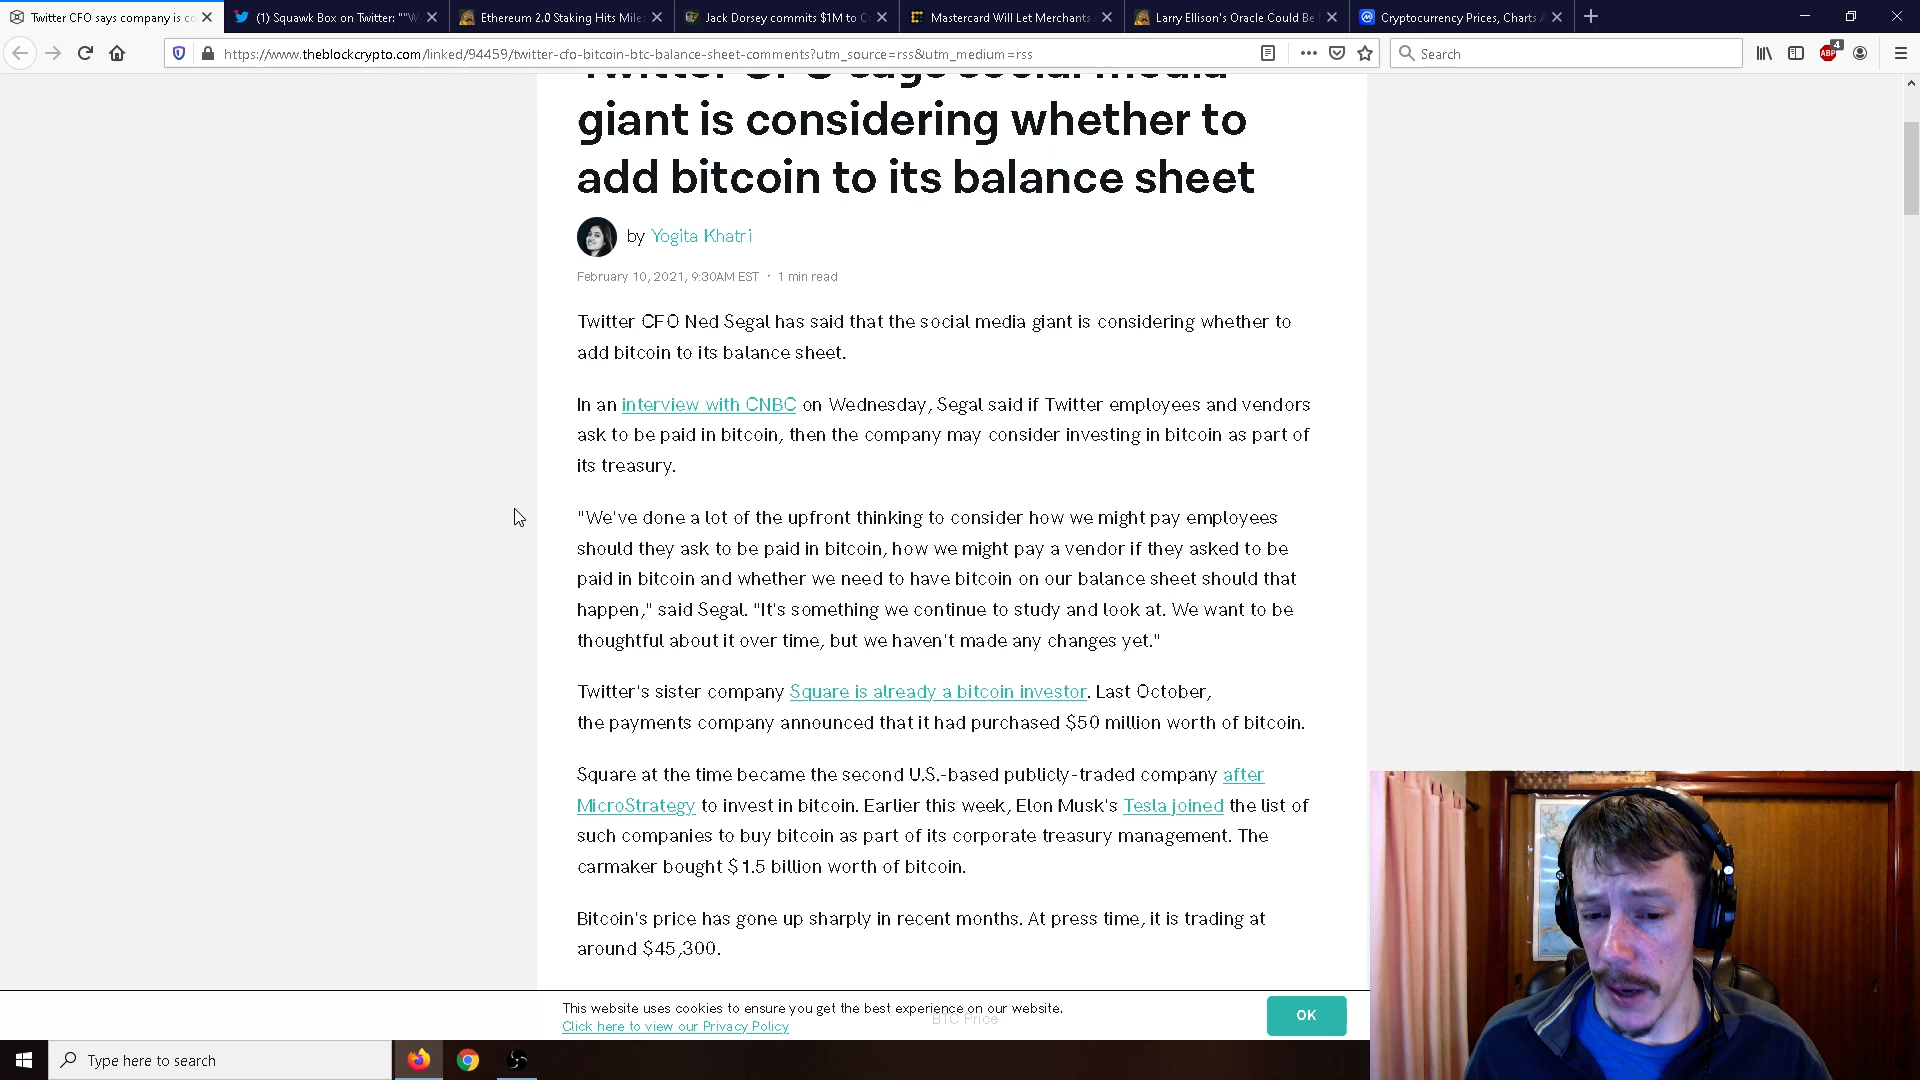 Twitter CFO says company is co
(1) Squawk Box on Twitter: ""W
Ethereum 2.0 Staking Hits Mile
Jack Dorsey commits $1M to C
Mastercard Will Let Merchants
Larry Ellison's Oracle Could Be
Cryptocurrency Prices, Charts A
https://www.theblockcrypto.com/linked/94459/twitter-cfo-bitcoin-btc-balance-sheet-comments?utm_source=rss&utm_medium=rss
Search
ABP
4
Twitter CFO says social media
giant is considering whether to
add bitcoin to its balance sheet
by Yogita Khatri
February 10, 2021, 9:30AM EST · 1 min read
Twitter CFO Ned Segal has said that the social media giant is considering whether to
add bitcoin to its balance sheet.
In an interview with CNBC on Wednesday, Segal said if Twitter employees and vendors
ask to be paid in bitcoin, then the company may consider investing in bitcoin as part of
its treasury.
"We've done a lot of the upfront thinking to consider how we might pay employees
should they ask to be paid in bitcoin, how we might pay a vendor if they asked to be
paid in bitcoin and whether we need to have bitcoin on our balance sheet should that
happen," said Segal. "It's something we continue to study and look at. We want to be
thoughtful about it over time, but we haven't made any changes yet."
Twitter's sister company Square is already a bitcoin investor. Last October,
the payments company announced that it had purchased $50 million worth of bitcoin.
Square at the time became the second U.S.-based publicly-traded company after
MicroStrategy to invest in bitcoin. Earlier this week, Elon Musk's Tesla joined the list of
such companies to buy bitcoin as part of its corporate treasury management. The
carmaker bought $1.5 billion worth of bitcoin.
Bitcoin's price has gone up sharply in recent months. At press time, it is trading at
around $45,300.
This website uses cookies to ensure you get the best experience on our website.
Click here to view our Privacy Policy
BTC Price
OK
Type here to search